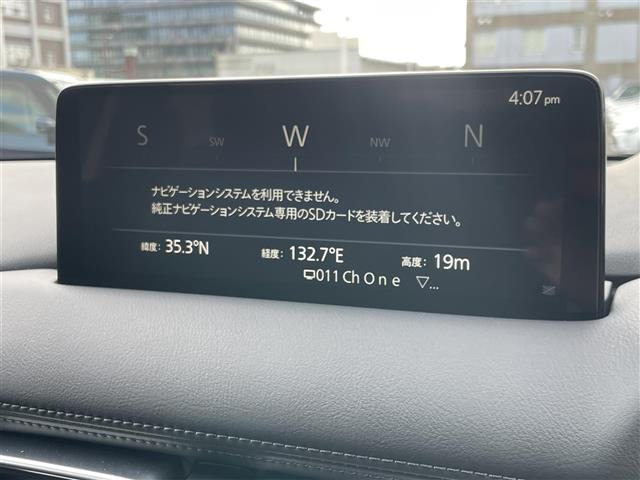 4:07pm
S SW W NW N
ナビゲーションシステムを利用できません。
純正ナビゲーションシステム専用のSDカードを装着してください。
緯度: 35.3°N 経度: 132.7°E 高度: 19m
011 Ch O n e ▽...